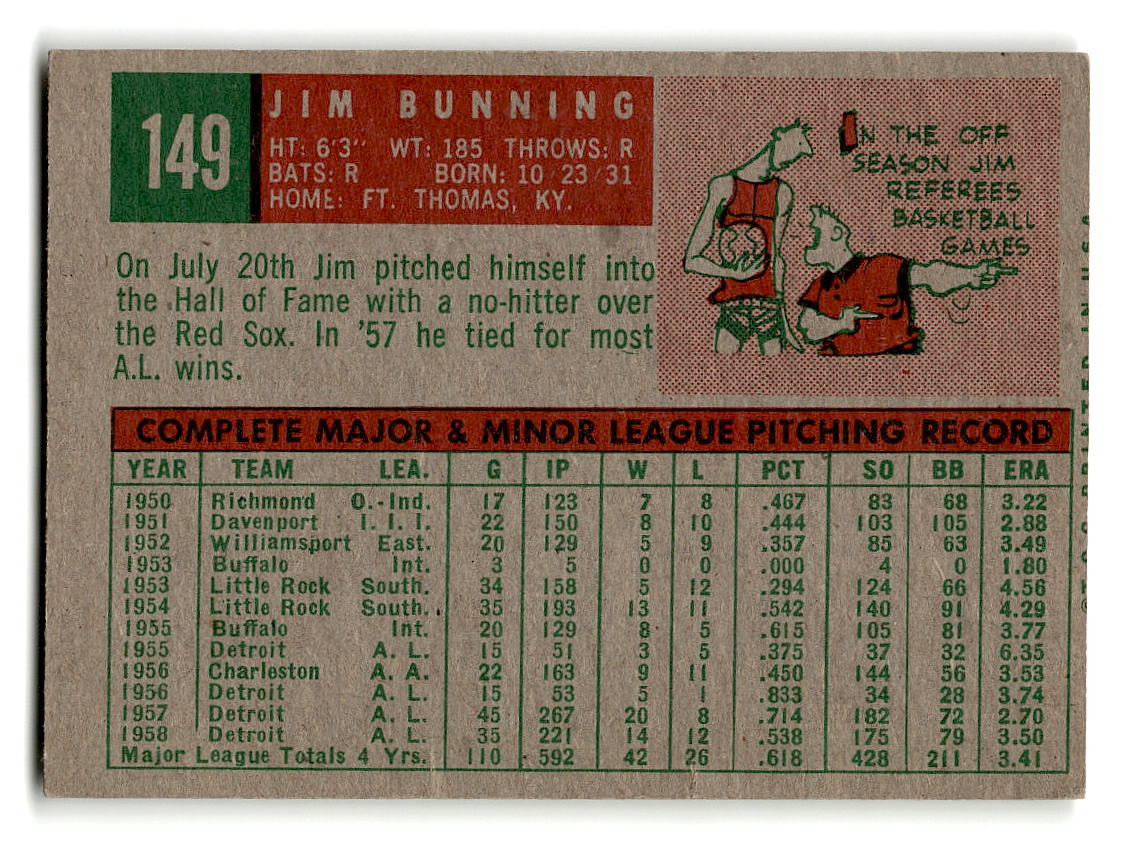 149
JIM BUNNING
HT: 6'3" WT: 185 THROWS: R
BATS: R BORN: 10 23 31
HOME: FT. THOMAS, KY.
IN THE OFF
SEASON JIM
REFEREES
BASKETBALL
GAMES
On July 20th Jim pitched himself into
the Hall of Fame with a no-hitter over
the Red Sox. In '57 he tied for most
A.L. wins.
COMPLETE MAJOR & MINOR LEAGUE PITCHING RECORD
YEAR TEAM LEA. G IP W L PCT SO BB ERA
1950 Richmond O.-Ind. 17 123 7 8 .467 83 68 3.22
1951 Davenport I. I. I. 22 150 8 10 .444 103 105 2.88
1952 Williamsport East. 20 129 5 9 .357 85 63 3.49
1953 Buffalo Int. 3 5 0 0 .000 4 0 1.80
1953 Little Rock South. 34 158 5 12 .294 124 66 4.56
1954 Little Rock South. 35 193 13 11 .542 140 91 4.29
1955 Buffalo Int. 20 129 8 5 .615 105 81 3.77
1955 Detroit A. L. 15 51 3 5 .375 37 32 6.35
1956 Charleston A. A. 22 163 9 11 .450 144 56 3.53
1956 Detroit A. L. 15 53 5 1 .833 34 28 3.74
1957 Detroit A. L. 45 267 20 8 .714 182 72 2.70
1958 Detroit A. L. 35 221 14 12 .538 175 79 3.50
Major League Totals 4 Yrs. 110 592 42 26 .618 428 211 3.41